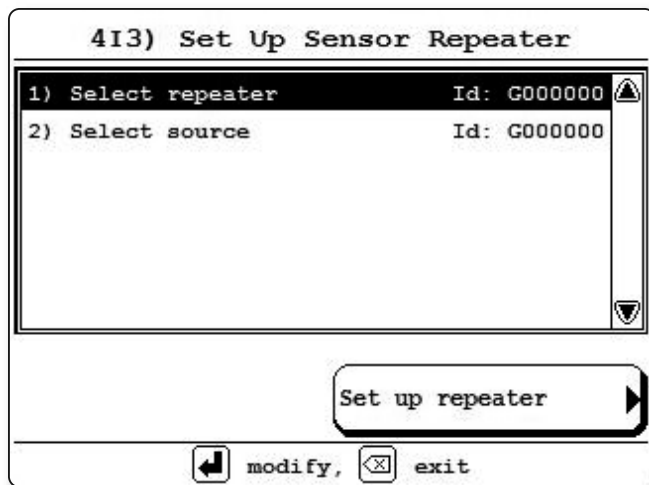 4I3) Set Up Sensor Repeater
1) Select repeater Id: G000000
2) Select source Id: G000000
Set up repeater
modify, exit